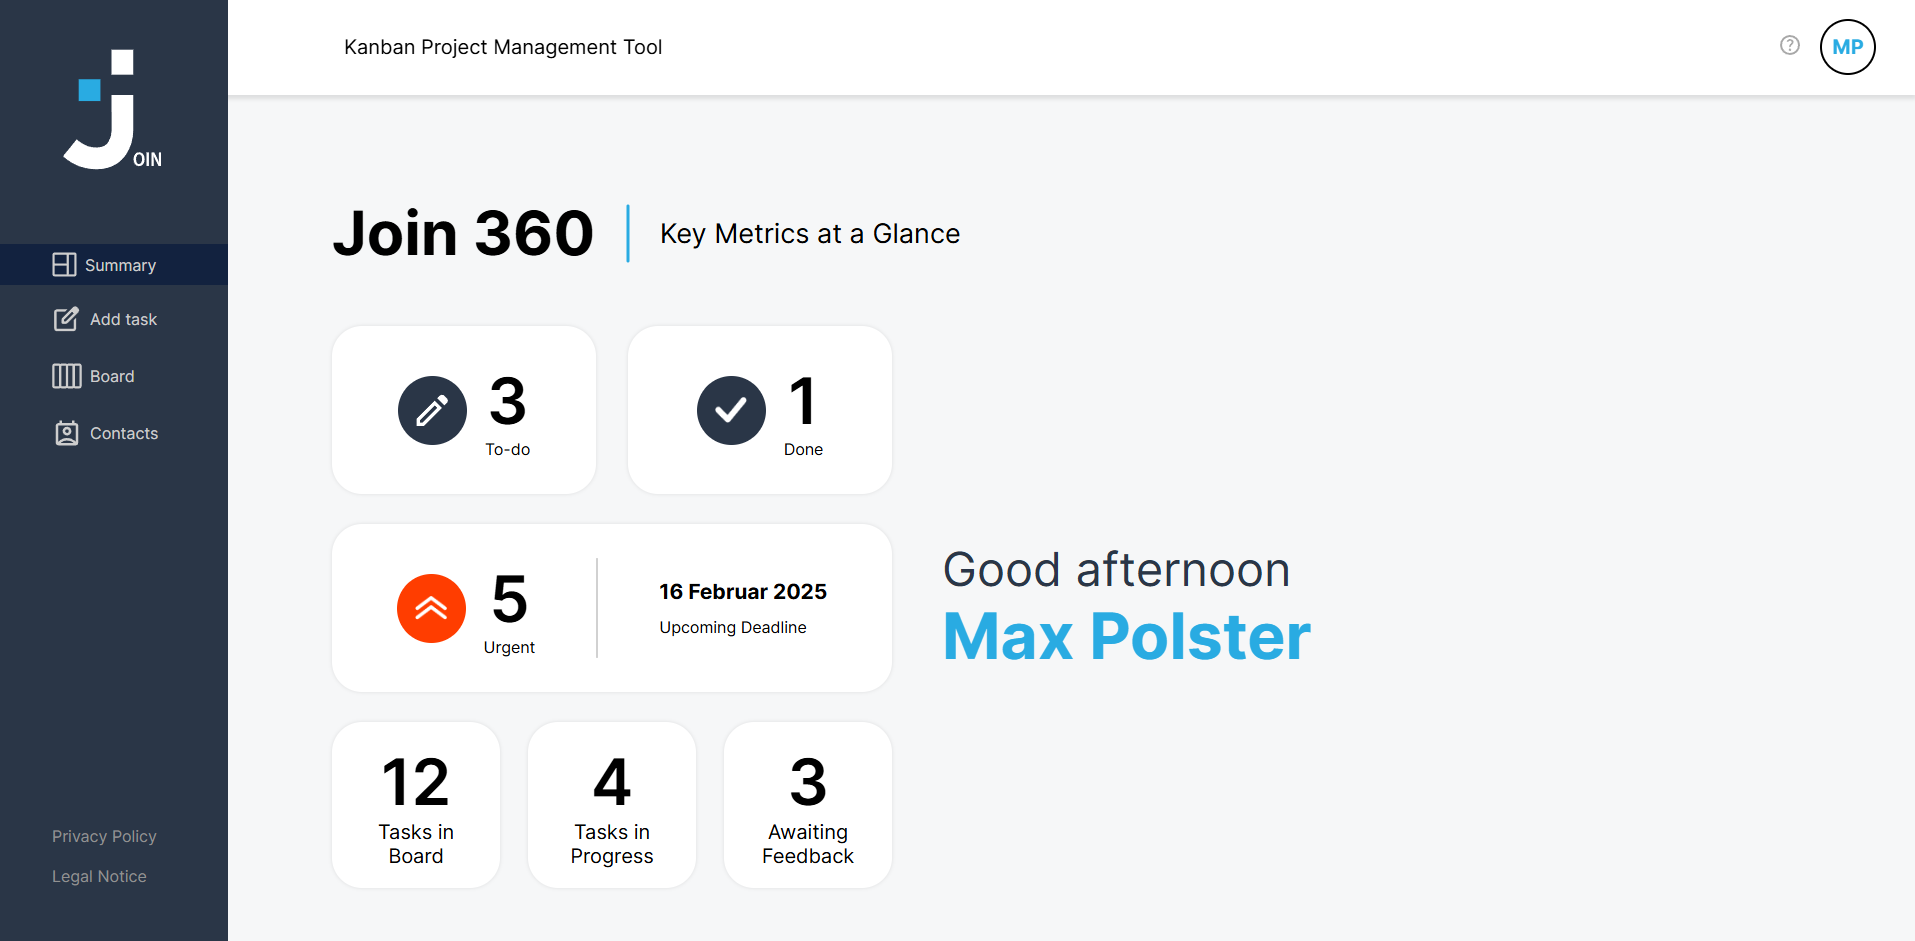 OIN
Summary
Add task
Board
Contacts
Privacy Policy
Legal Notice
Kanban Project Management Tool
?
MP
Join 360
Key Metrics at a Glance
3
To-do
1
Done
5
Urgent
16 Februar 2025
Upcoming Deadline
12
Tasks in
Board
4
Tasks in
Progress
3
Awaiting
Feedback
Good afternoon
Max Polster